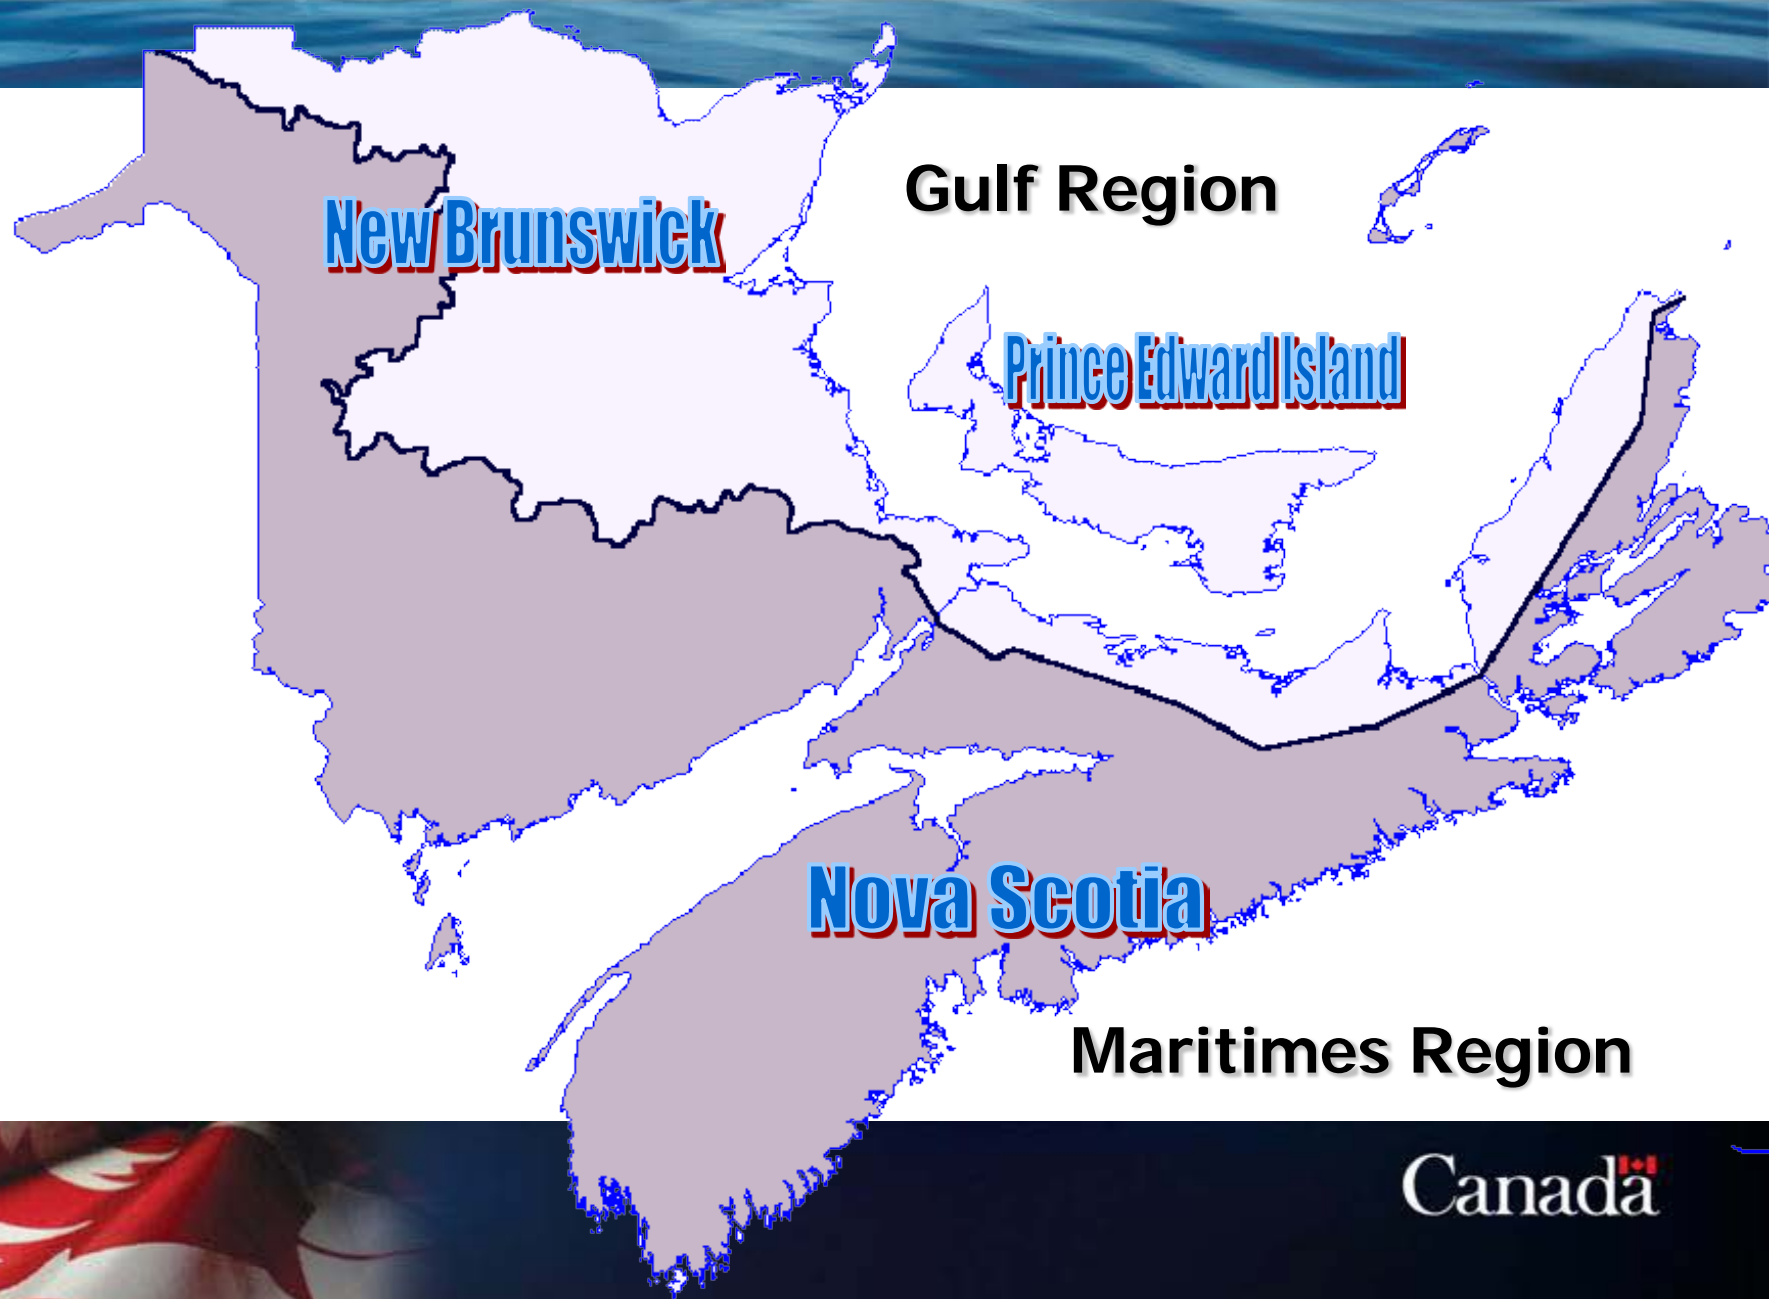 Gulf Region
New Brunswick
Prince Edward Island
Nova Scotia
Maritimes Region
Canada